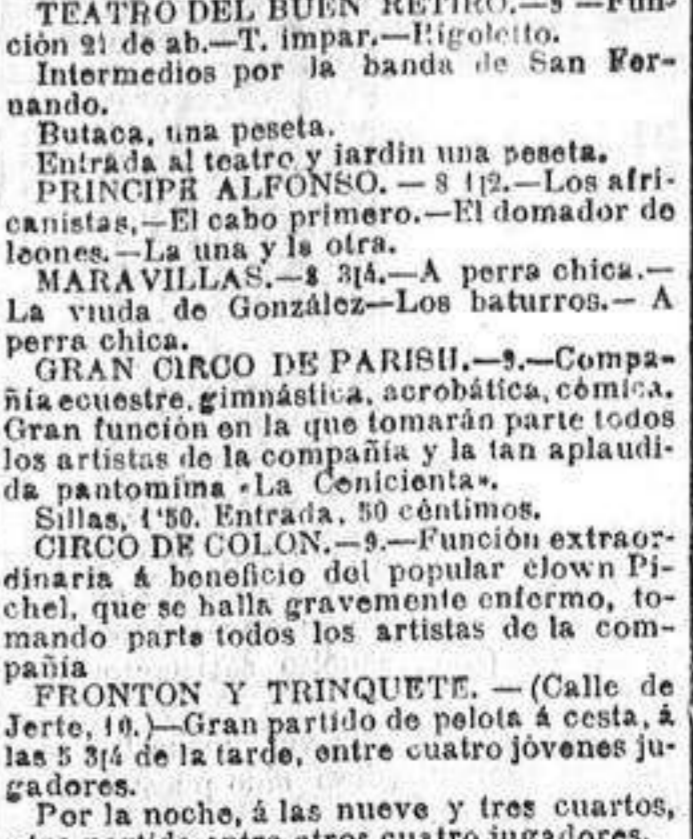 TEATRO DEL BUEN RETIRO.—9—Fun-
ción 21 de ab.—T. impar.—Rigoletto.
Intermedios por la banda de San Fer-
nando.
Butaca, una peseta.
Entrada al teatro y jardin una peseta.
PRINCIPE ALFONSO.—8 1|2.—Los afri-
canistas,—El cabo primero.—El domador de
leones.—La una y la otra.
MARAVILLAS.—8 3|4.—A perra chica.—
La viuda de González—Los baturros.—A
perra chica.
GRAN CIRCO DE PARISH.—9.—Compa-
ñía ecuestre, gimnástica, acrobática, cómica.
Gran función en la que tomarán parte todos
los artistas de la compañía y la tan aplaudi-
da pantomima «La Cenicienta».
Sillas, 1'50. Entrada, 50 céntimos.
CIRCO DE COLON.—9.—Función extraor-
dinaria á beneficio del popular clown Pi-
chel, que se halla gravemente enfermo, to-
mando parte todos los artistas de la com-
pañía
FRONTON Y TRINQUETE.—(Calle de
Jerte, 10.)—Gran partido de pelota á cesta, á
las 5 3|4 de la tarde, entre cuatro jóvenes ju-
gadores.
Por la noche, á las nueve y tres cuartos,
otro partido entre otros cuatro jugadores.